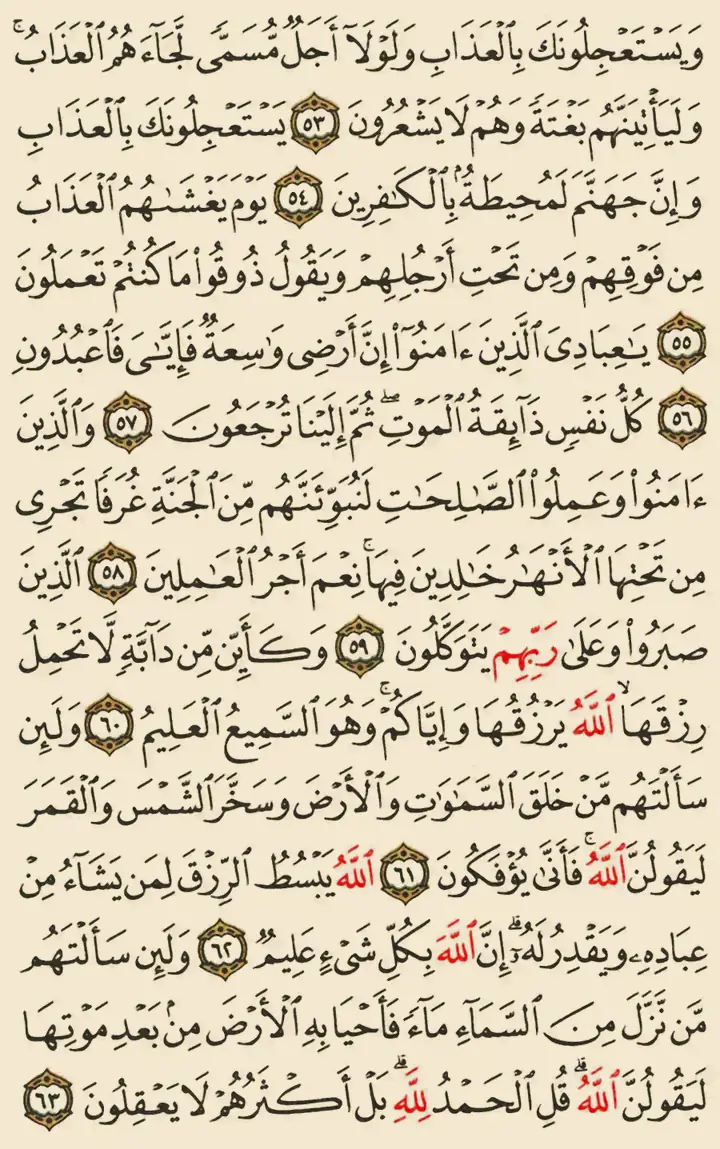 وَيَسْتَعْجِلُونَكَ بِٱلْعَذَابِ وَلَوْلَآ أَجَلٌ مُّسَمًّى لَّجَآءَهُمُ ٱلْعَذَابُۚ
وَلَيَأْتِيَنَّهُم بَغْتَةً وَهُمْ لَا يَشْعُرُونَ ٥٣ يَسْتَعْجِلُونَكَ بِٱلْعَذَابِ
وَإِنَّ جَهَنَّمَ لَمُحِيطَةٌۢ بِٱلْكَٰفِرِينَ ٥٤ يَوْمَ يَغْشَىٰهُمُ ٱلْعَذَابُ
مِن فَوْقِهِمْ وَمِن تَحْتِ أَرْجُلِهِمْ وَيَقُولُ ذُوقُوا۟ مَا كُنتُمْ تَعْمَلُونَ
٥٥ يَٰعِبَادِىَ ٱلَّذِينَ ءَامَنُوٓا۟ إِنَّ أَرْضِى وَٰسِعَةٌ فَإِيَّٰىَ فَٱعْبُدُونِ
٥٦ كُلُّ نَفْسٍ ذَآئِقَةُ ٱلْمَوْتِۖ ثُمَّ إِلَيْنَا تُرْجَعُونَ ٥٧ وَٱلَّذِينَ
ءَامَنُوا۟ وَعَمِلُوا۟ ٱلصَّٰلِحَٰتِ لَنُبَوِّئَنَّهُم مِّنَ ٱلْجَنَّةِ غُرَفًا تَجْرِى
مِن تَحْتِهَا ٱلْأَنْهَٰرُ خَٰلِدِينَ فِيهَاۚ نِعْمَ أَجْرُ ٱلْعَٰمِلِينَ ٥٨ ٱلَّذِينَ
صَبَرُوا۟ وَعَلَىٰ رَبِّهِمْ يَتَوَكَّلُونَ ٥٩ وَكَأَيِّن مِّن دَآبَّةٍ لَّا تَحْمِلُ
رِزْقَهَا ٱللَّهُ يَرْزُقُهَا وَإِيَّاكُمْۚ وَهُوَ ٱلسَّمِيعُ ٱلْعَلِيمُ ٦٠ وَلَئِن
سَأَلْتَهُم مَّنْ خَلَقَ ٱلسَّمَٰوَٰتِ وَٱلْأَرْضَ وَسَخَّرَ ٱلشَّمْسَ وَٱلْقَمَرَ
لَيَقُولُنَّ ٱللَّهُۚ فَأَنَّىٰ يُؤْفَكُونَ ٦١ ٱللَّهُ يَبْسُطُ ٱلرِّزْقَ لِمَن يَشَآءُ مِنْ
عِبَادِهِۦ وَيَقْدِرُ لَهُۥٓۗ إِنَّ ٱللَّهَ بِكُلِّ شَىْءٍ عَلِيمٌ ٦٢ وَلَئِن سَأَلْتَهُم
مَّن نَّزَّلَ مِنَ ٱلسَّمَآءِ مَآءً فَأَحْيَا بِهِ ٱلْأَرْضَ مِنۢ بَعْدِ مَوْتِهَا
لَيَقُولُنَّ ٱللَّهُۗ قُلِ ٱلْحَمْدُ لِلَّهِۗ بَلْ أَكْثَرُهُمْ لَا يَعْقِلُونَ ٦٣